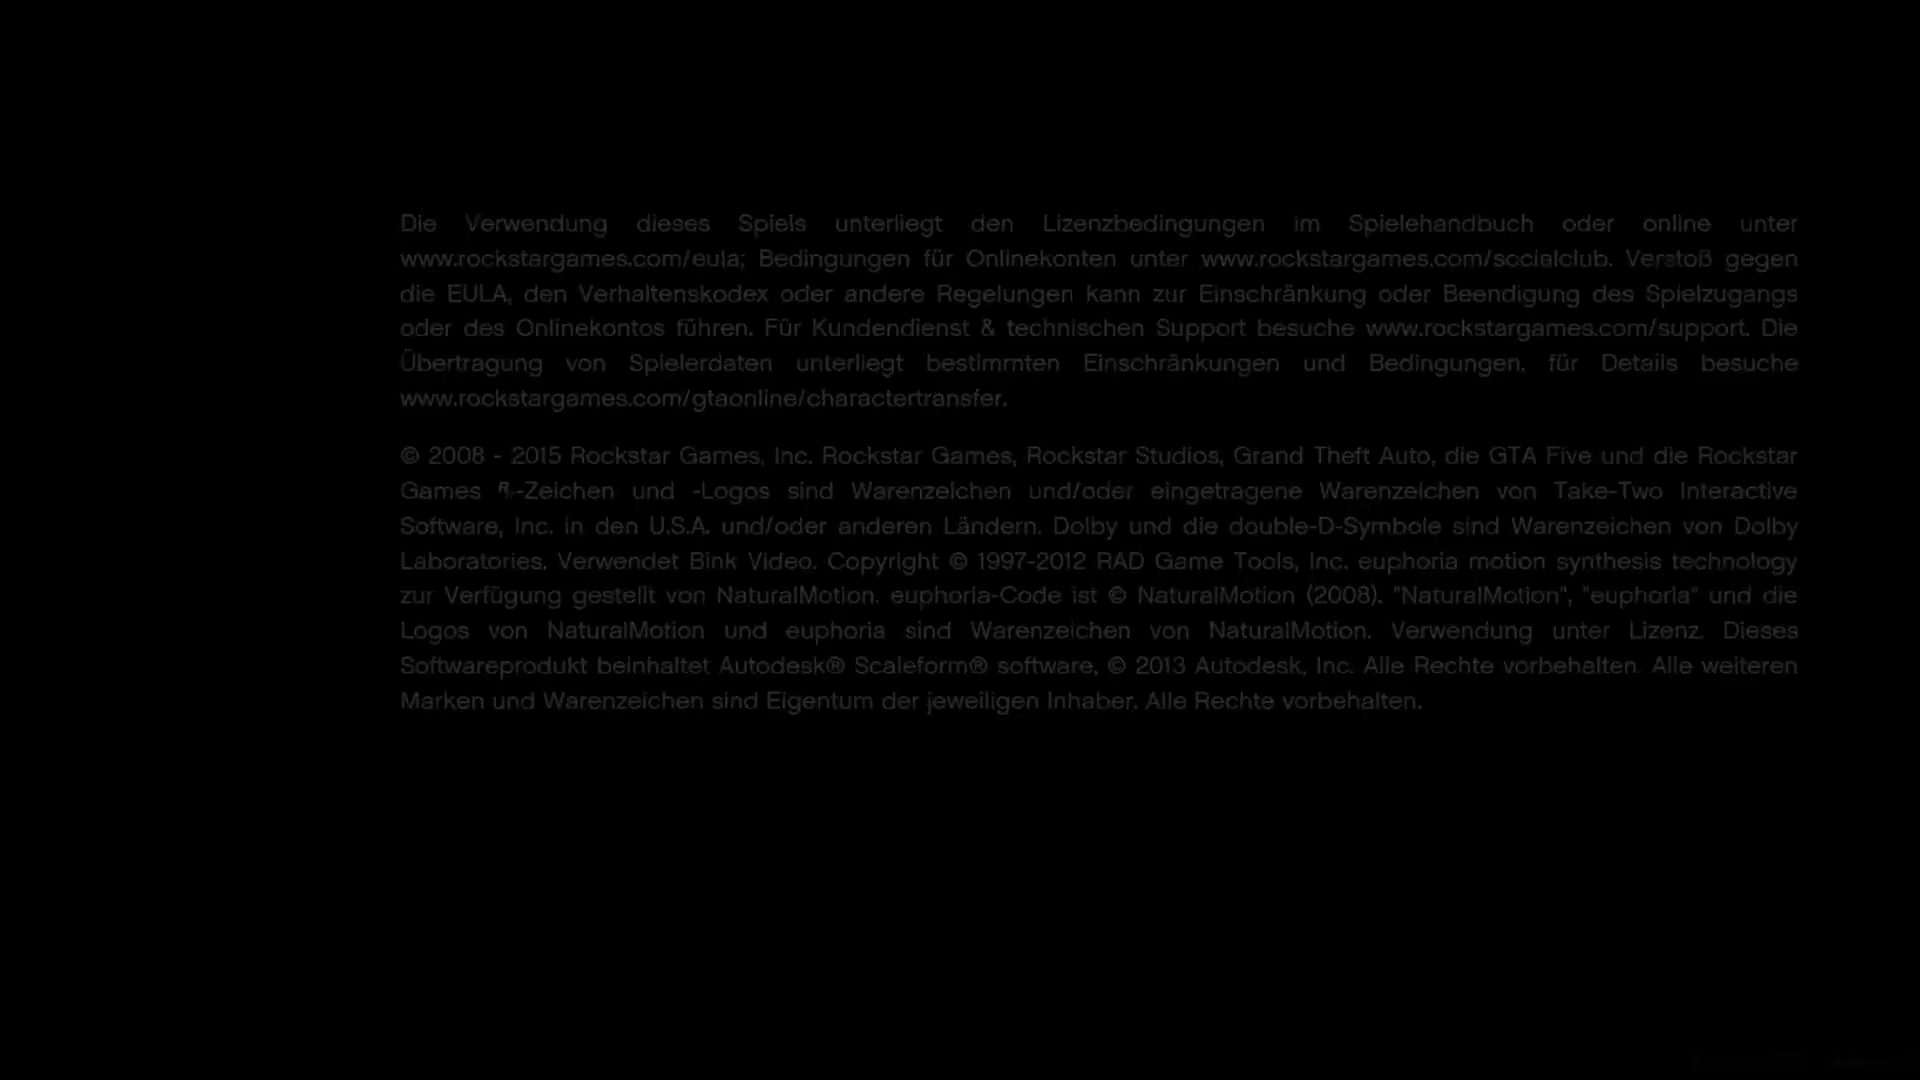 Die Verwendung dieses Spiels unterliegt den Lizenzbedingungen im Spielehandbuch oder online unter
www.rockstargames.com/eula; Bedingungen für Onlinekonten unter www.rockstargames.com/socialclub. Verstoß gegen
die EULA, den Verhaltenskodex oder andere Regelungen kann zur Einschränkung oder Beendigung des Spielzugangs
oder des Onlinekontos führen. Für Kundendienst & technischen Support besuche www.rockstargames.com/support. Die
Übertragung von Spielerdaten unterliegt bestimmten Einschränkungen und Bedingungen, für Details besuche
www.rockstargames.com/gtaonline/charactertransfer.
© 2008 - 2015 Rockstar Games, Inc. Rockstar Games, Rockstar Studios, Grand Theft Auto, die GTA Five und die Rockstar
Games R*-Zeichen und -Logos sind Warenzeichen und/oder eingetragene Warenzeichen von Take-Two Interactive
Software, Inc. in den U.S.A. und/oder anderen Ländern. Dolby und die double-D-Symbole sind Warenzeichen von Dolby
Laboratories. Verwendet Bink Video. Copyright © 1997-2012 RAD Game Tools, Inc. euphoria motion synthesis technology
zur Verfügung gestellt von NaturalMotion. euphoria-Code ist © NaturalMotion (2008). "NaturalMotion", "euphoria" und die
Logos von NaturalMotion und euphoria sind Warenzeichen von NaturalMotion. Verwendung unter Lizenz. Dieses
Softwareprodukt beinhaltet Autodesk® Scaleform® software, © 2013 Autodesk, Inc. Alle Rechte vorbehalten. Alle weiteren
Marken und Warenzeichen sind Eigentum der jeweiligen Inhaber. Alle Rechte vorbehalten.